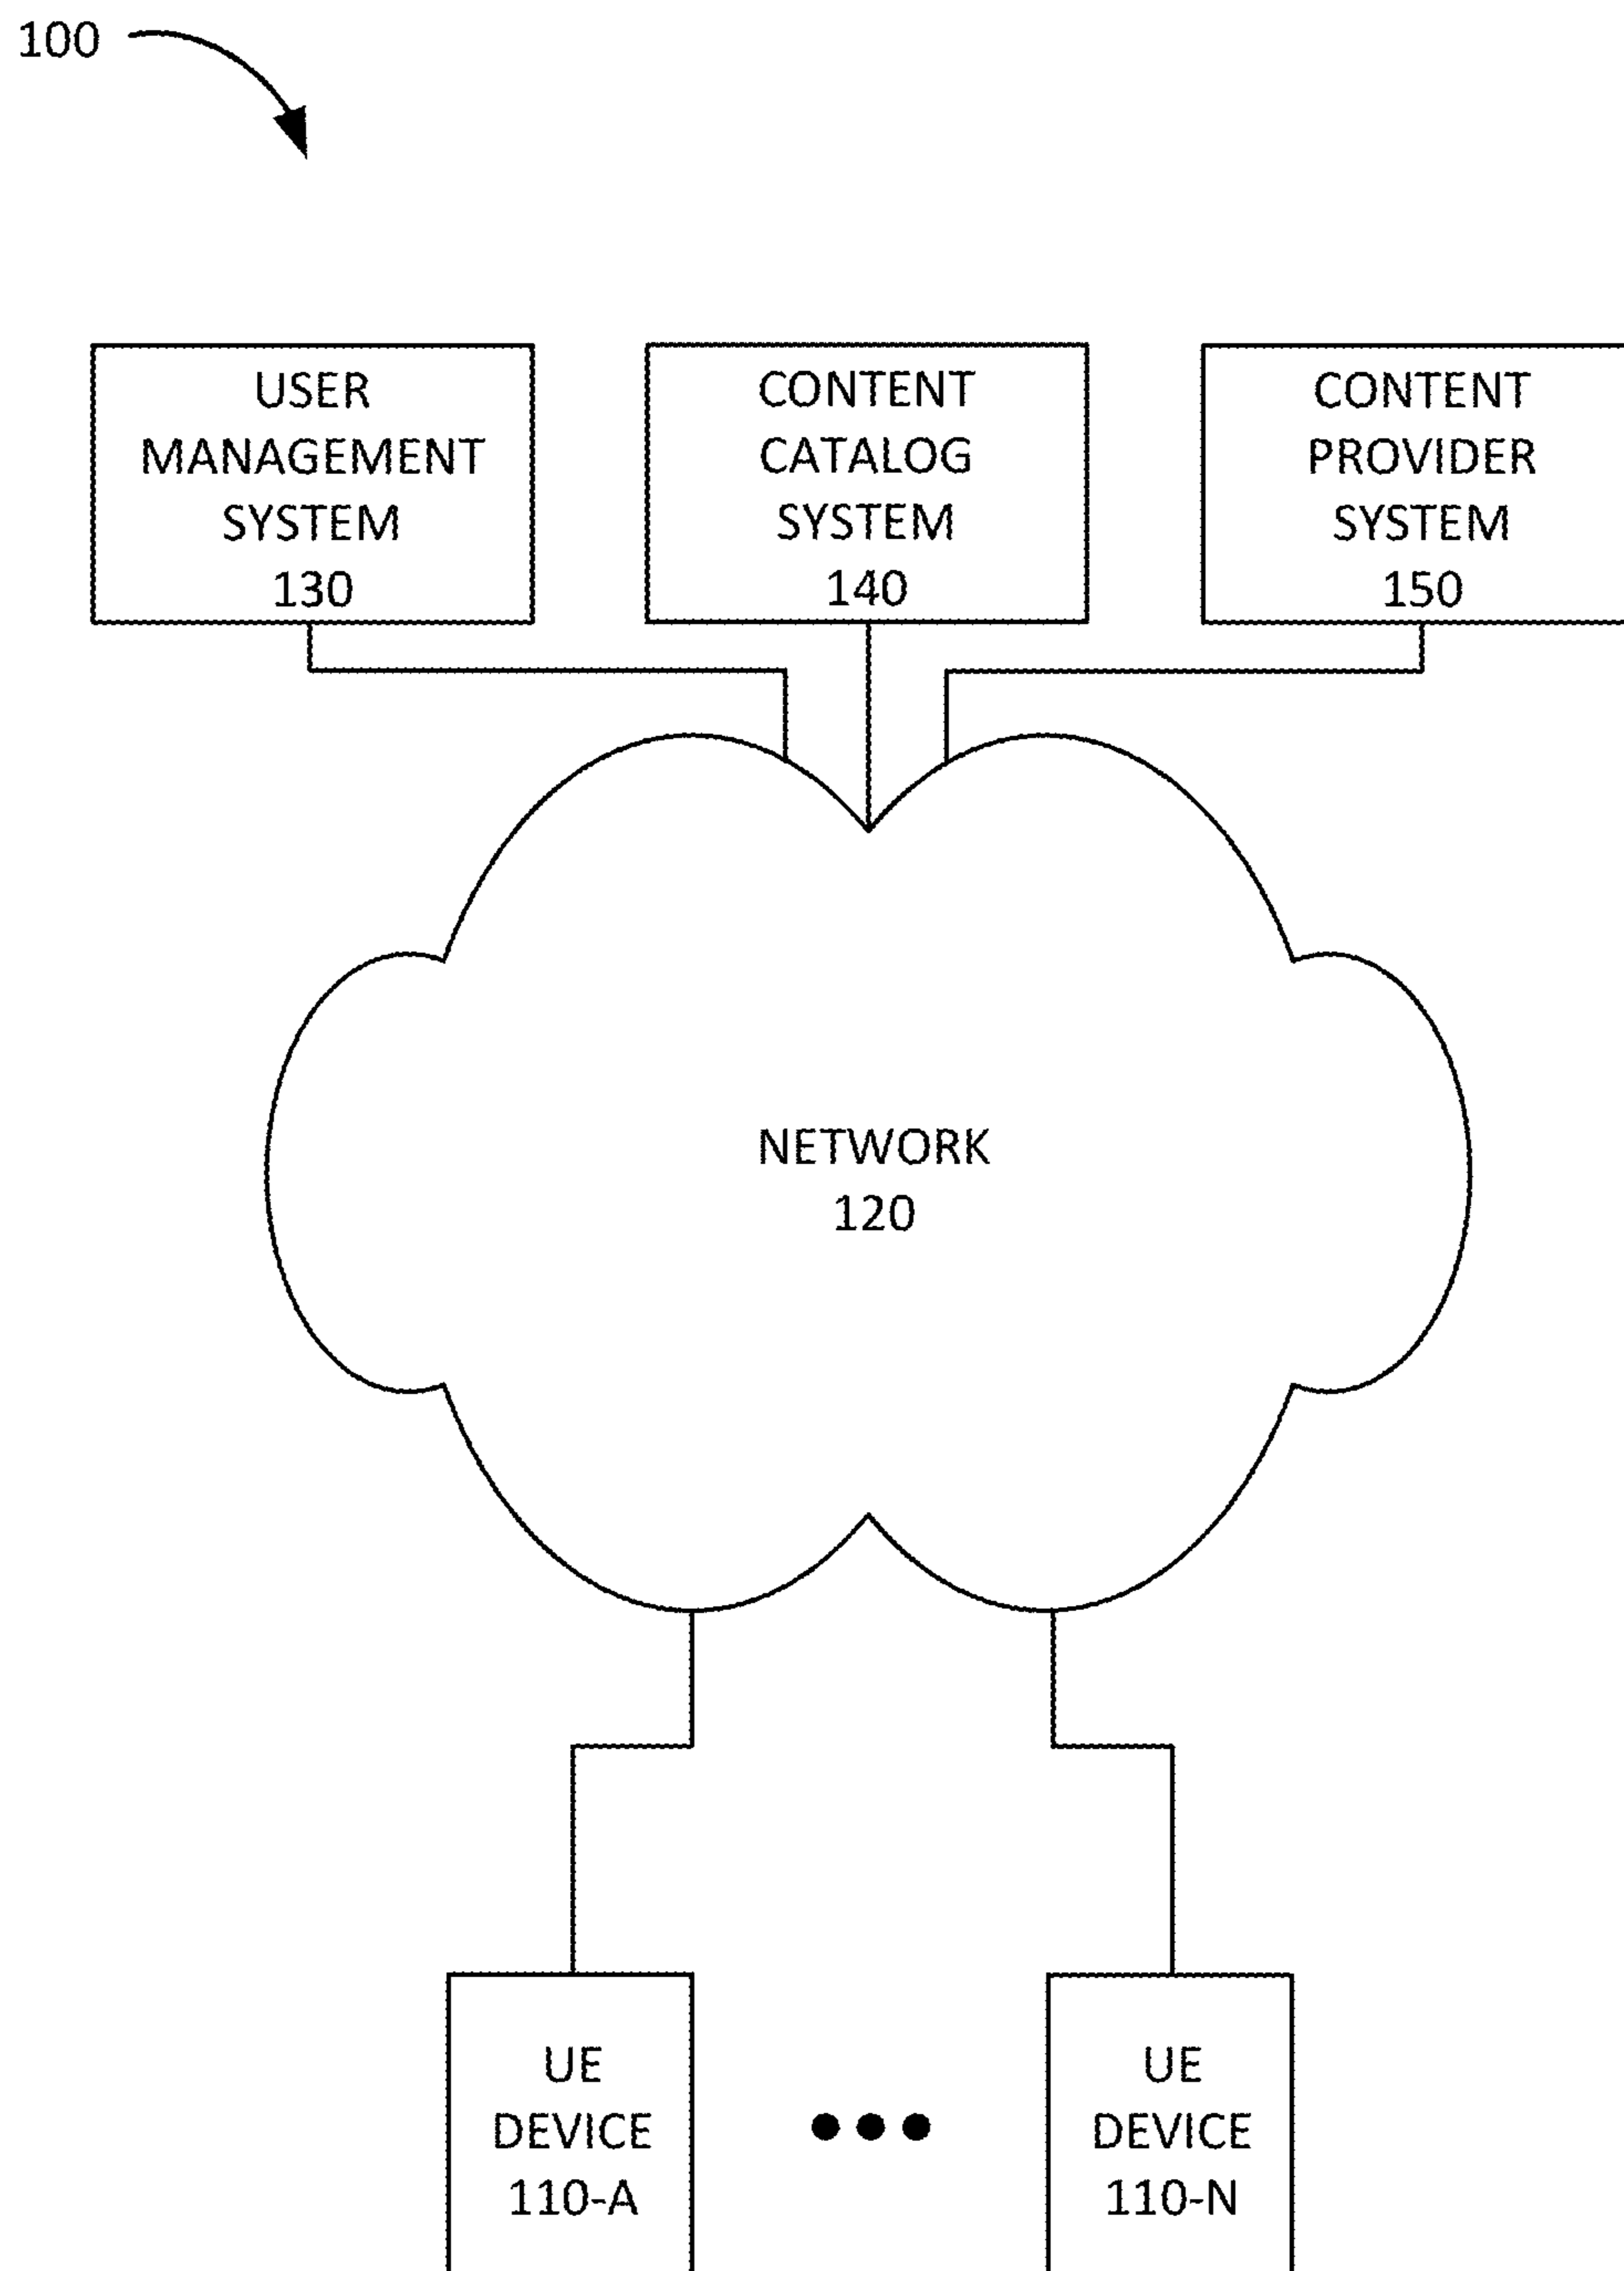 100
USER
MANAGEMENT
SYSTEM
130
CONTENT
CATALOG
SYSTEM
140
CONTENT
PROVIDER
SYSTEM
150
NETWORK
120
UE
DEVICE
110-A
UE
DEVICE
110-N